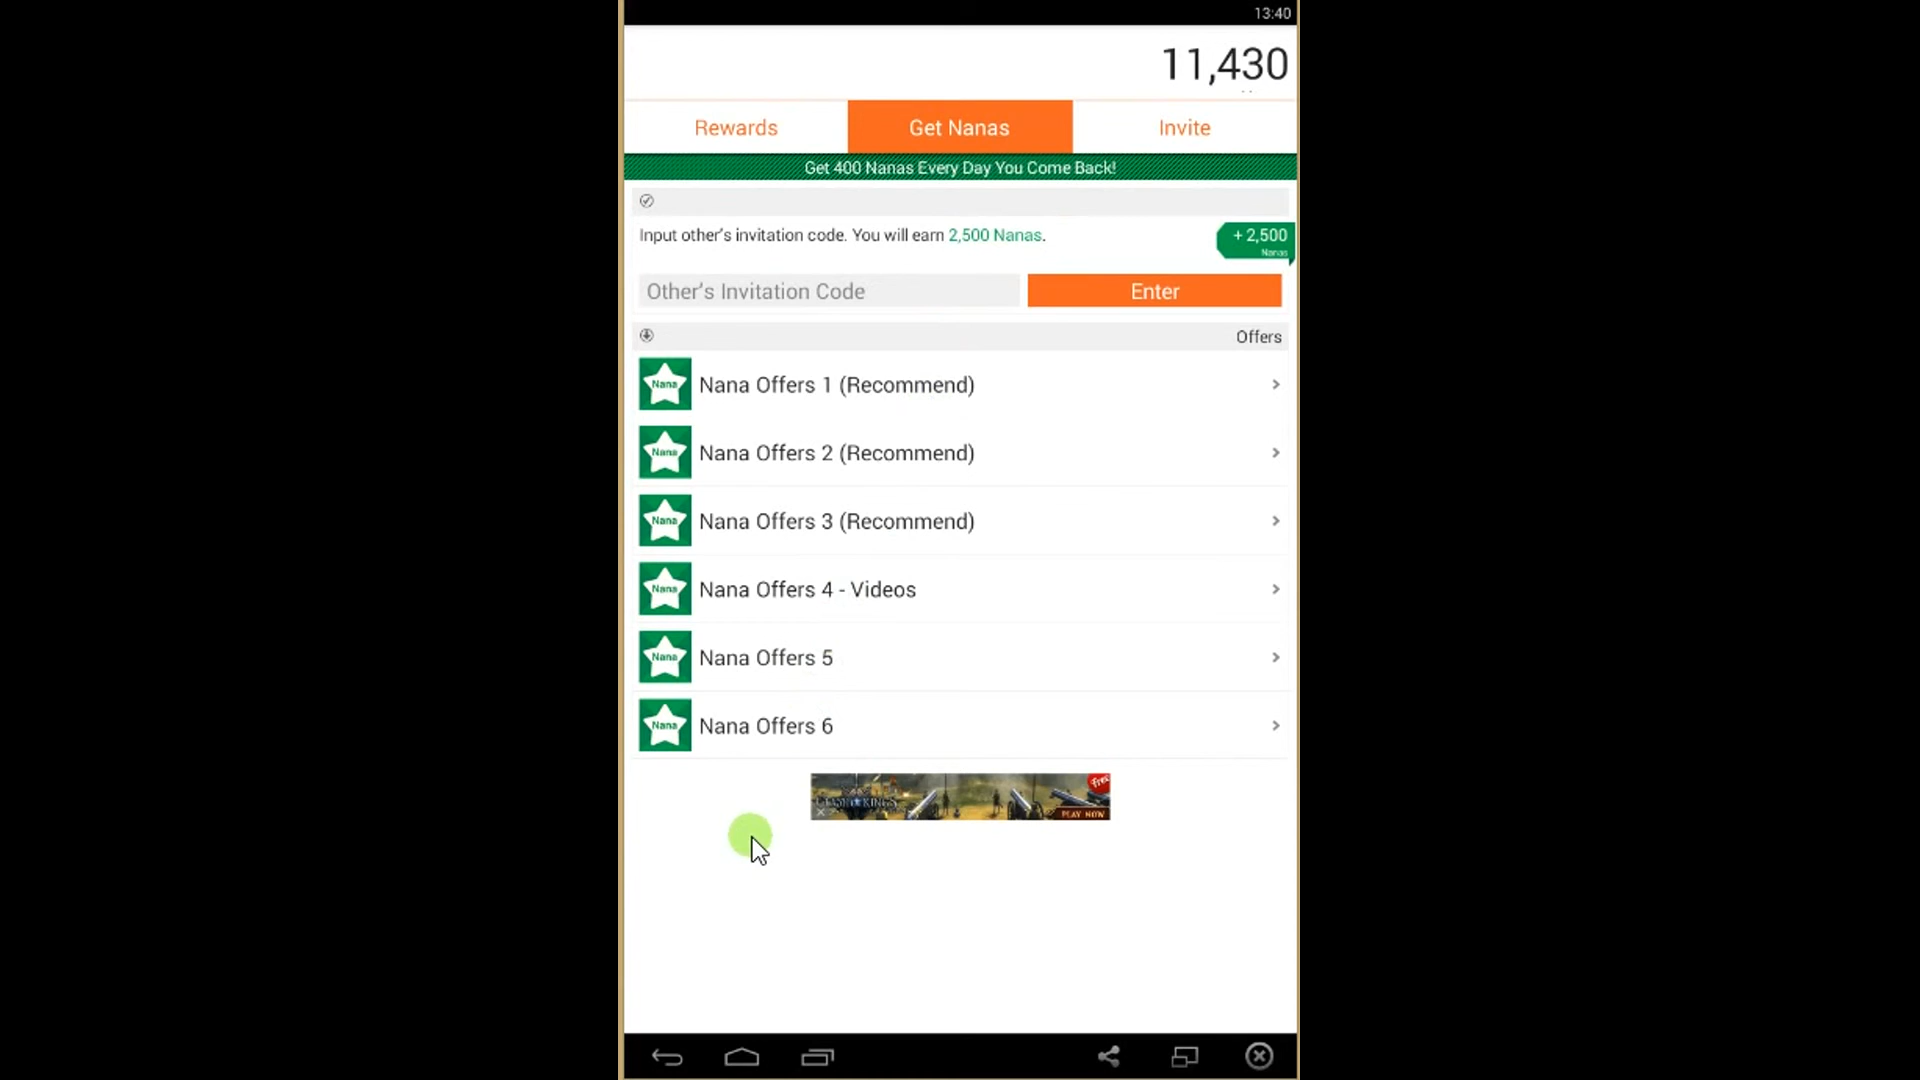 13:40
11,430
Rewards
Get Nanas
Invite
Get 400 Nanas Every Day You Come Back!
Input other's invitation code. You will earn 2,500 Nanas.
+ 2,500
Nanas
Other's Invitation Code
Enter
Offers
Nana
Nana Offers 1 (Recommend)
Nana
Nana Offers 2 (Recommend)
Nana
Nana Offers 3 (Recommend)
Nana
Nana Offers 4 - Videos
Nana
Nana Offers 5
Nana
Nana Offers 6
Free
PLAY NOW